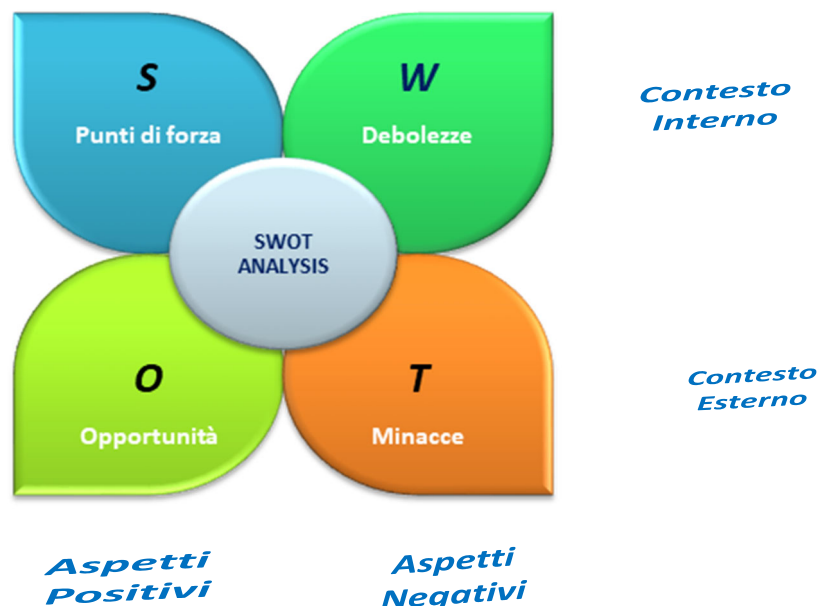 S
Punti di forza
W
Debolezze
Contesto
Interno
SWOT
ANALYSIS
O
Opportunità
T
Minacce
Contesto
Esterno
Aspetti
Positivi
Aspetti
Negativi